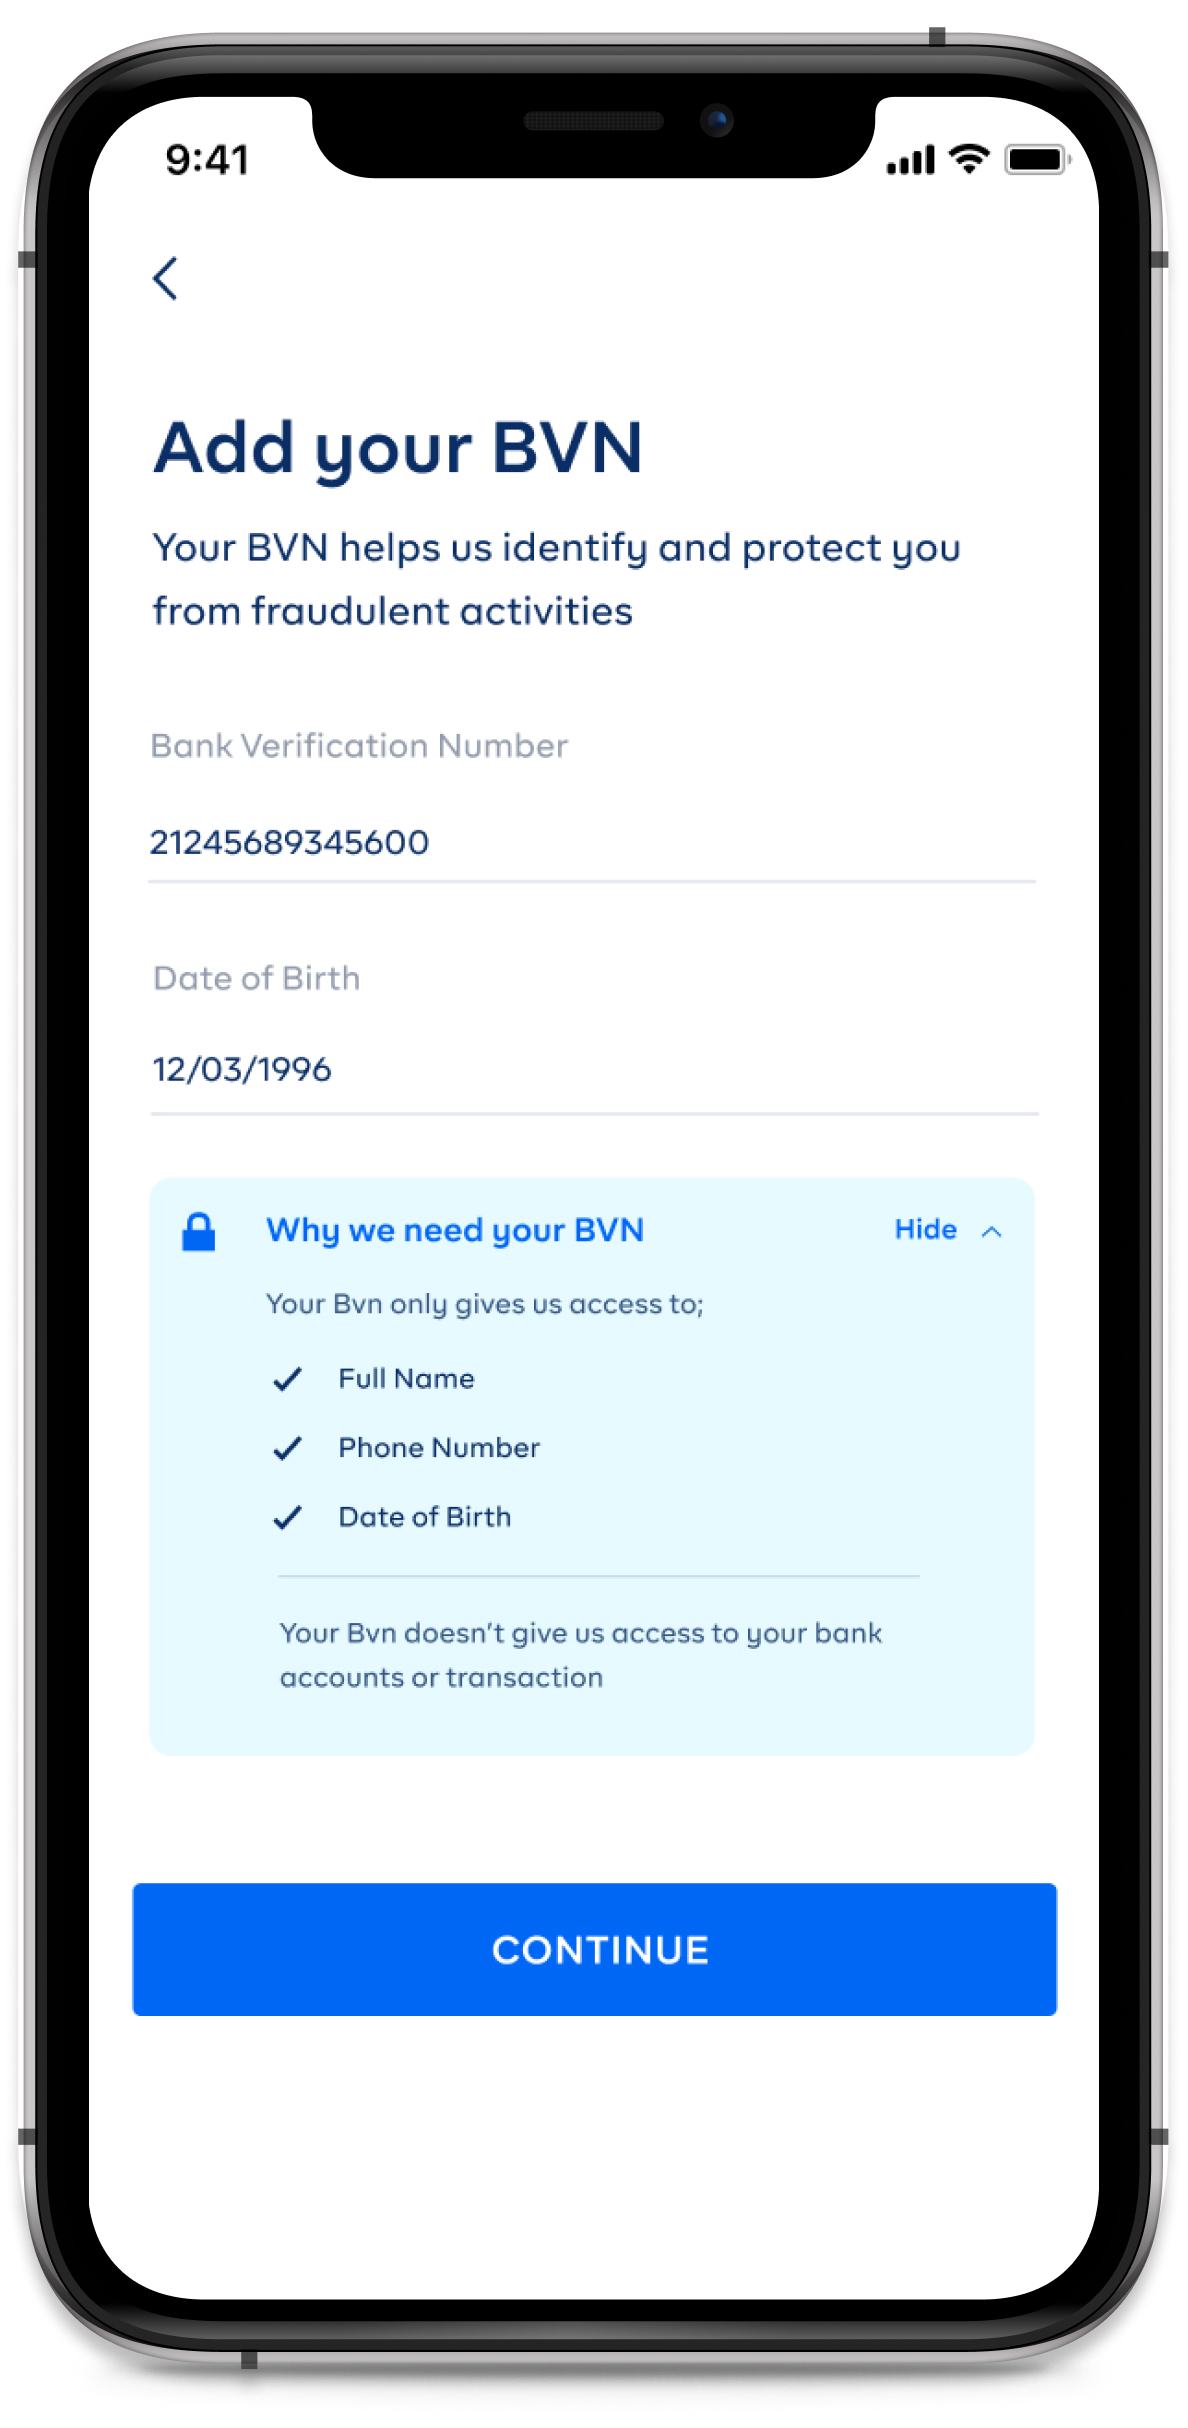 9:41
Add your BVN
Your BVN helps us identify and protect you
from fraudulent activities
Bank Verification Number
21245689345600
Date of Birth
12/03/1996
Why we need your BVN Hide
Your Bvn only gives us access to;
Full Name
Phone Number
Date of Birth
Your Bvn doesn't give us access to your bank
accounts or transaction
CONTINUE